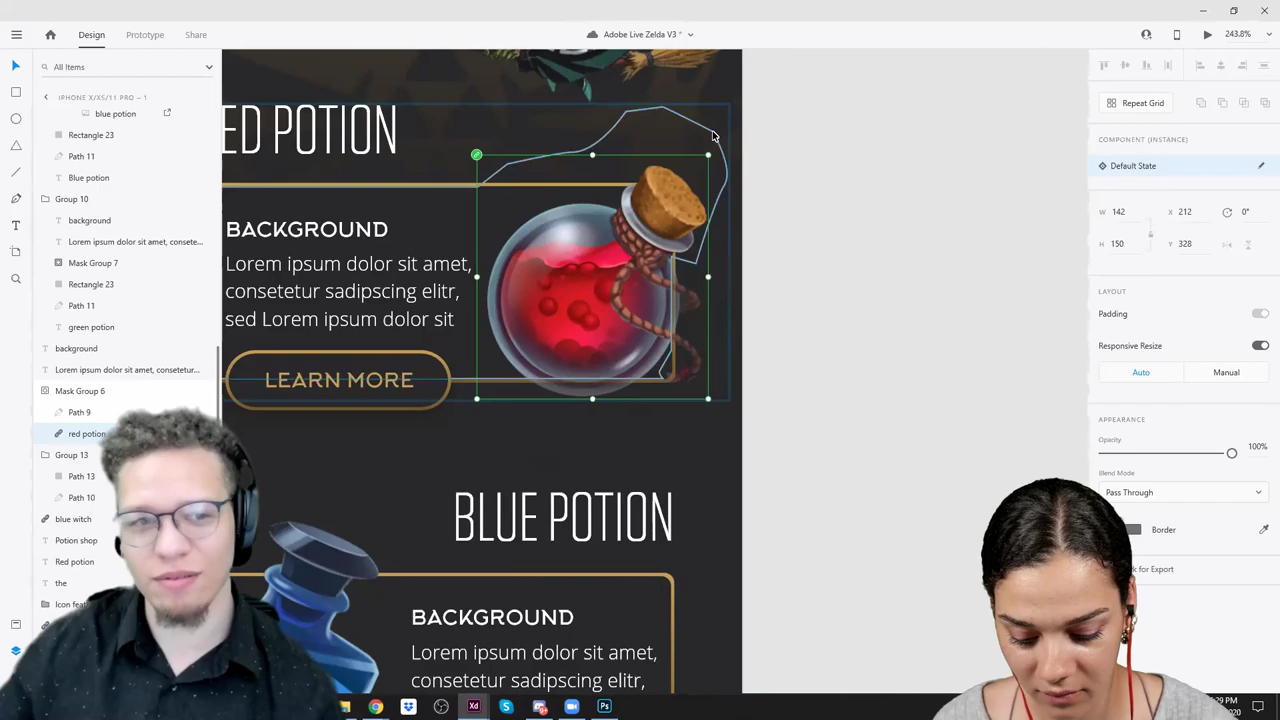 Design
Prototype
Share
Adobe Live Zelda V3 *
243.8%
All Items
IPHONE X/XS/11 PRO – 1
blue potion
Rectangle 23
Path 11
Blue potion
Group 10
background
Lorem ipsum dolor sit amet, consete...
Mask Group 7
Rectangle 23
Path 11
green potion
background
Lorem ipsum dolor sit amet, consetetur...
Mask Group 6
Path 9
red potion
Group 13
Path 13
Path 10
blue witch
Potion shop
Red potion
the
ED POTION
BACKGROUND
Lorem ipsum dolor sit amet,
consetetur sadipscing elitr,
sed Lorem ipsum dolor sit
LEARN MORE
BLUE POTION
BACKGROUND
Lorem ipsum dolor sit amet,
consetetur sadipscing elitr,
Repeat Grid
COMPONENT (INSTANCE)
Default State
W 142 X 212 0°
H 150 Y 328
LAYOUT
Padding
Responsive Resize
Auto
Manual
APPEARANCE
Opacity
100%
Blend Mode
Pass Through
Border
for Export
Xd
Ps